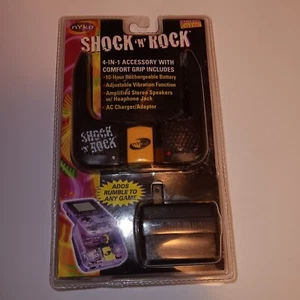 nyko
SHOCK 'N' ROCK
4-IN-1 ACCESSORY WITH
COMFORT GRIP INCLUDES
• 10-Hour Rechargeable Battery
• Adjustable Vibration Function
• Amplified Stereo Speakers
w/ Headphone Jack
• AC Charger/Adaptor
SHOCK
'N'
ROCK
ADDS
RUMBLE TO
ANY GAME!